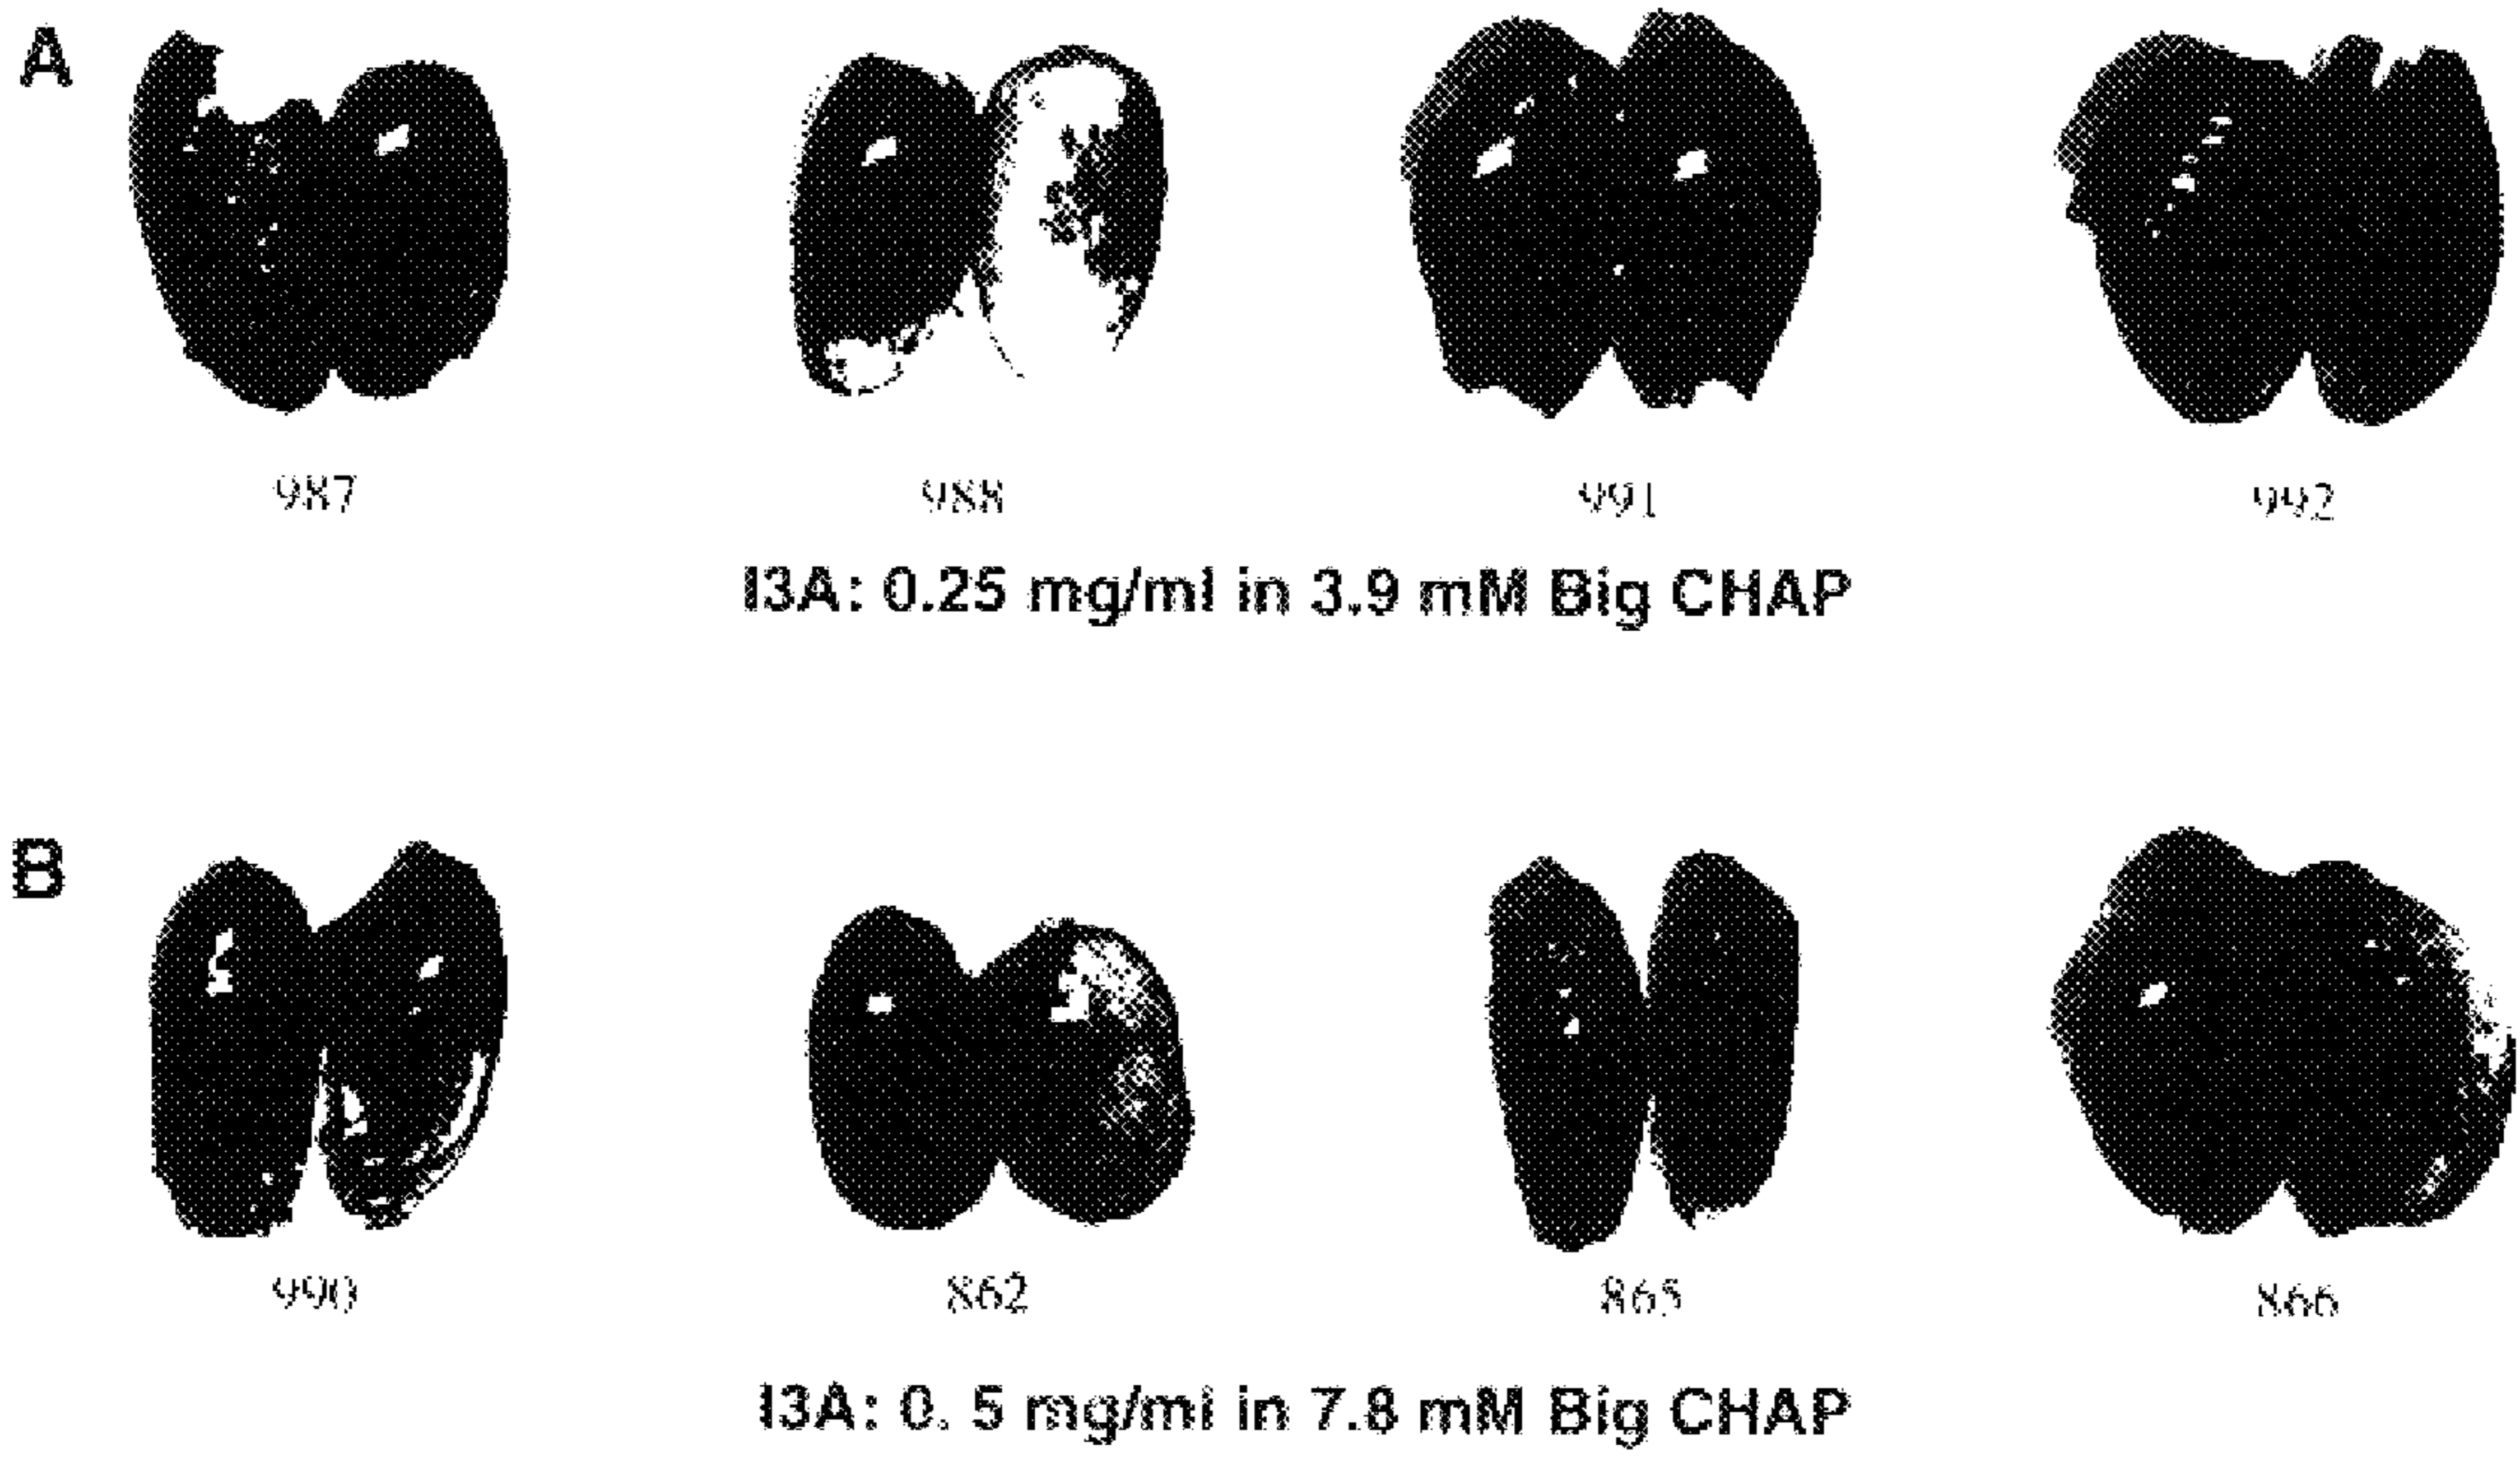 A
987 988 991 992
I3A: 0.25 mg/ml in 3.9 mM Big CHAP
B
990 862 865 866
I3A: 0. 5 mg/ml in 7.8 mM Big CHAP